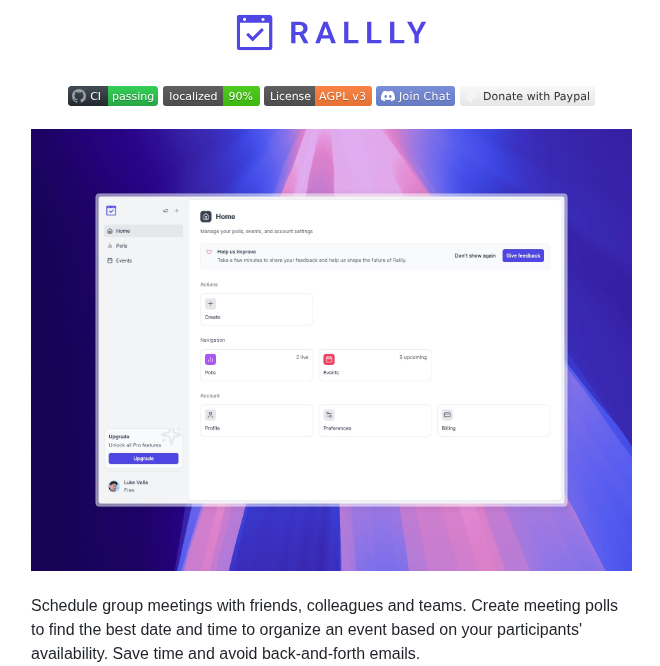 RALLLY
CI passing localized 90% License AGPL v3 Join Chat Donate with Paypal
Home
Manage your polls, events, and account settings
Home
Polls
Events
Help us improve
Take a few minutes to share your feedback and help us shape the future of Rallly.
Don't show again
Give feedback
Actions
Create
Navigation
Polls
2 live
Events
5 upcoming
Account
Profile
Preferences
Billing
Upgrade
Unlock all Pro features
Upgrade
Luke Vella
Free
Schedule group meetings with friends, colleagues and teams. Create meeting polls
to find the best date and time to organize an event based on your participants'
availability. Save time and avoid back-and-forth emails.